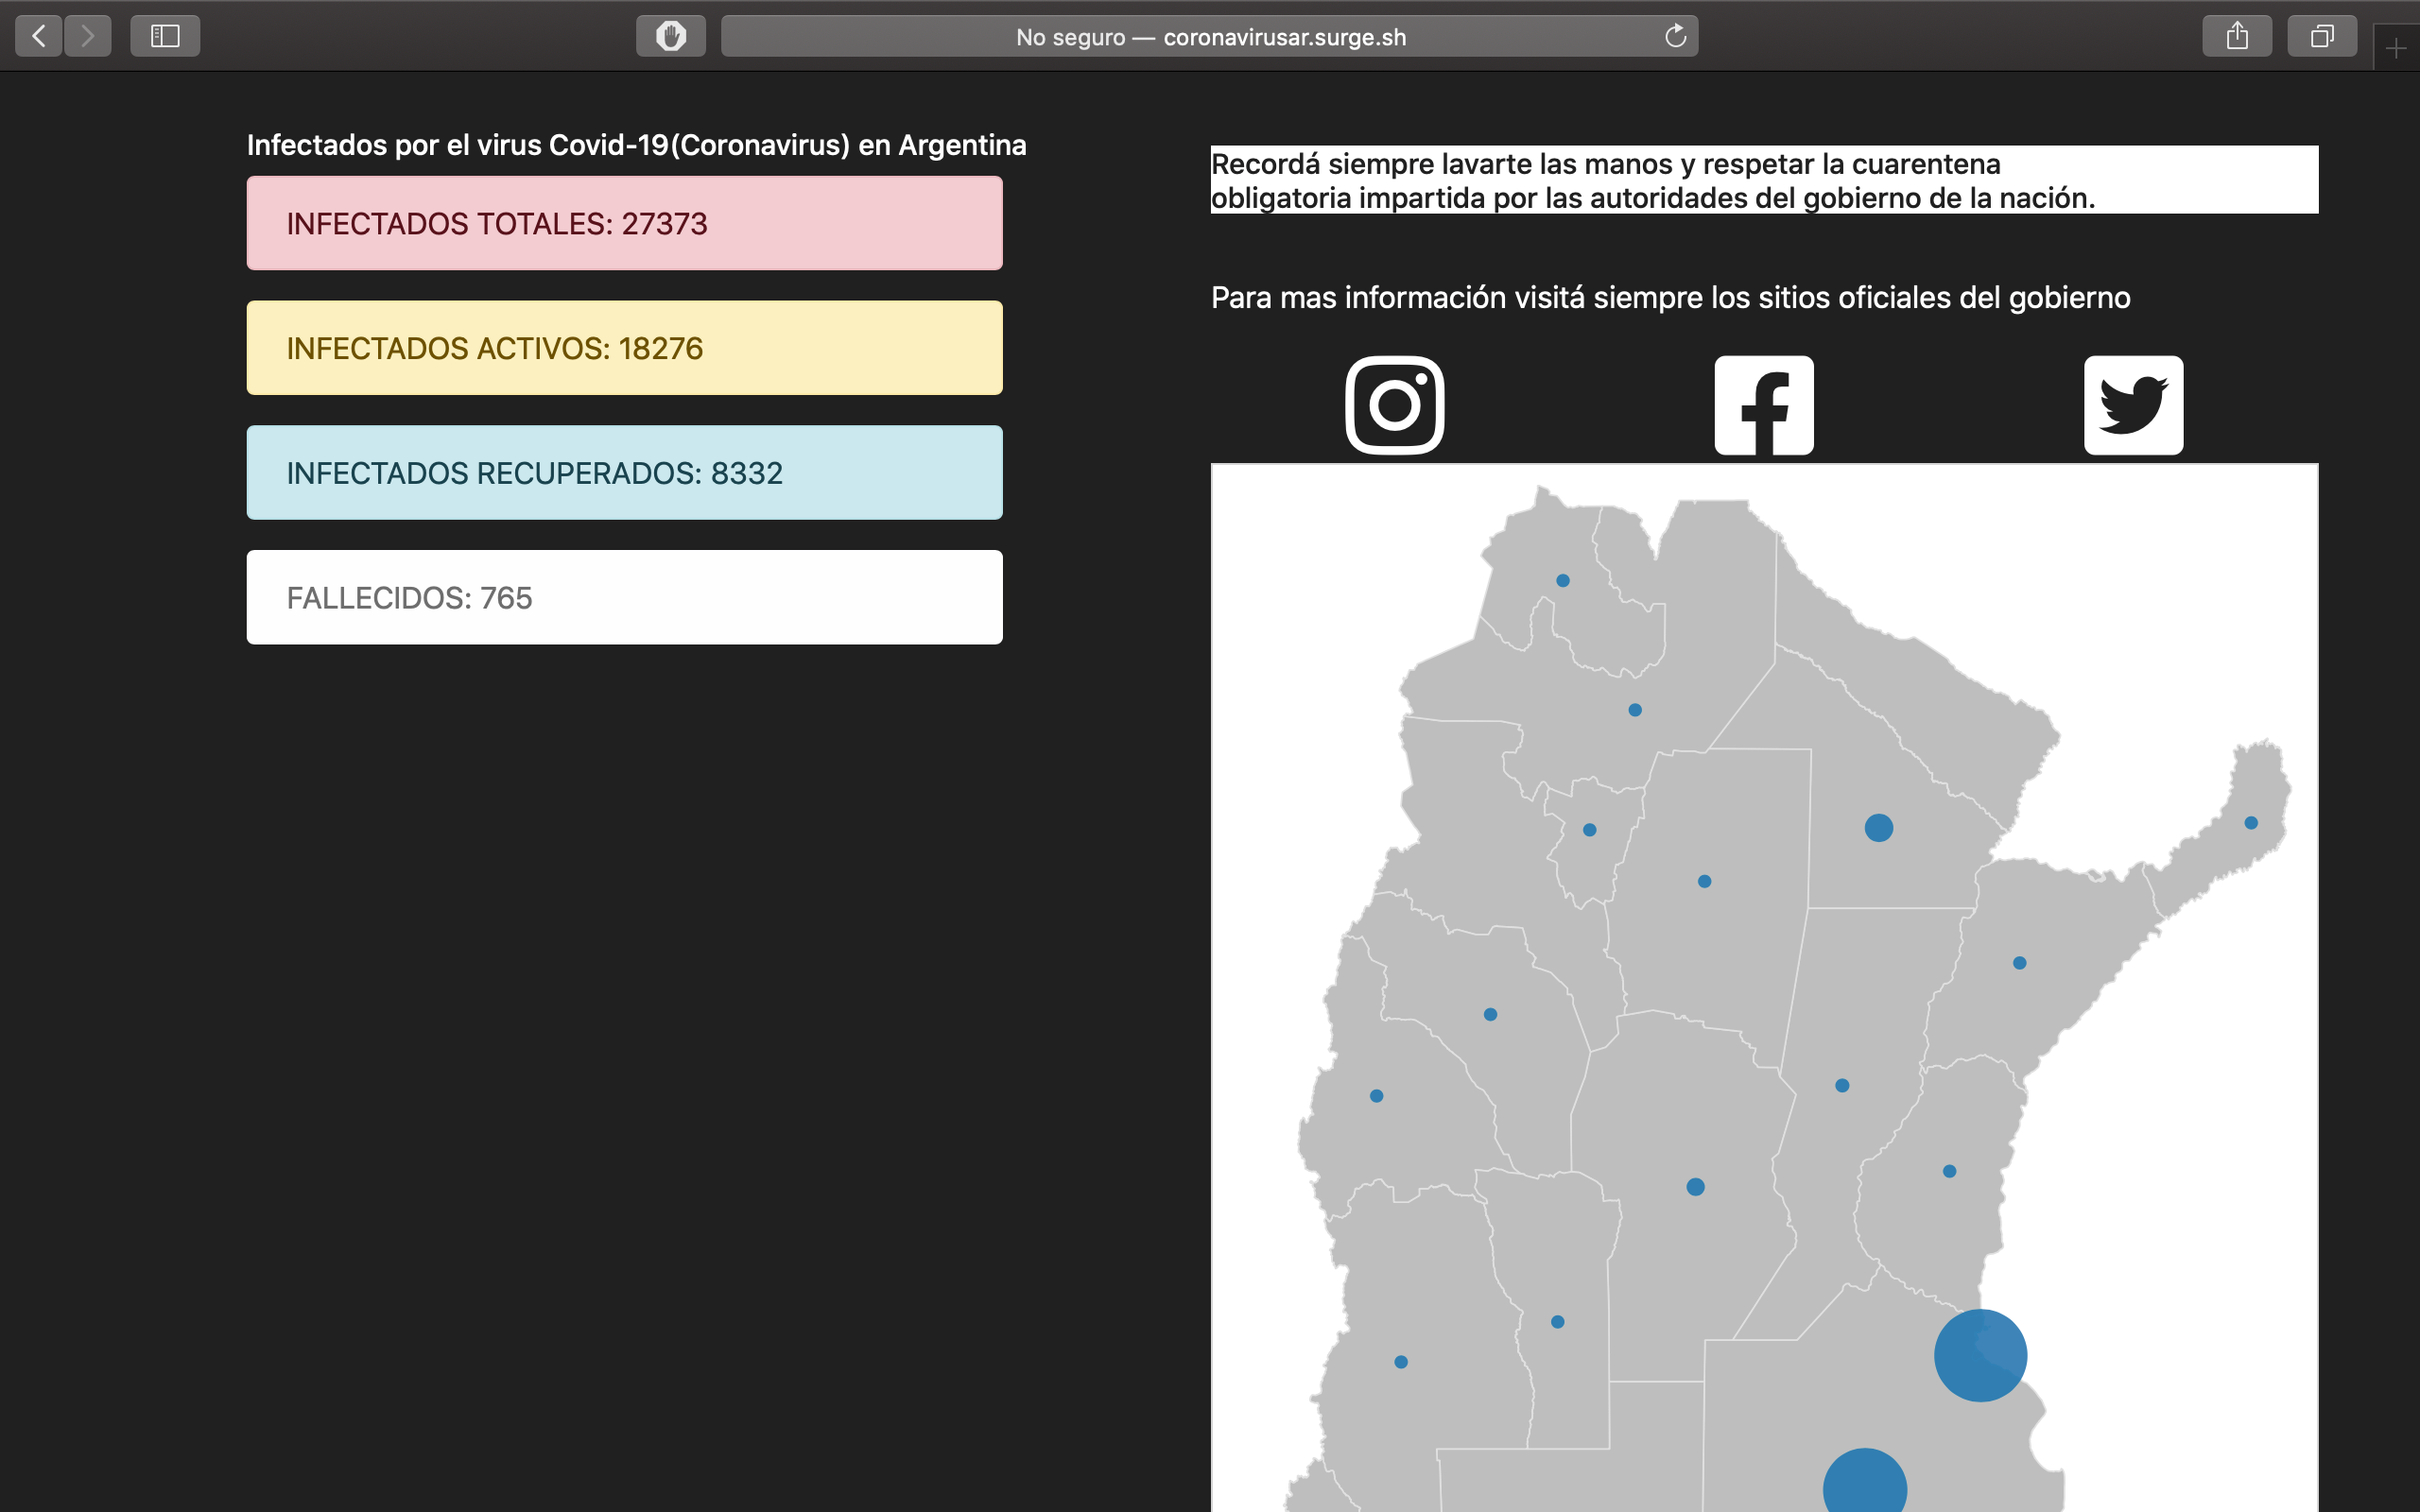 No seguro — coronavirusar.surge.sh
Infectados por el virus Covid-19(Coronavirus) en Argentina
INFECTADOS TOTALES: 27373
INFECTADOS ACTIVOS: 18276
INFECTADOS RECUPERADOS: 8332
FALLECIDOS: 765
Recordá siempre lavarte las manos y respetar la cuarentena
obligatoria impartida por las autoridades del gobierno de la nación.
Para mas información visitá siempre los sitios oficiales del gobierno